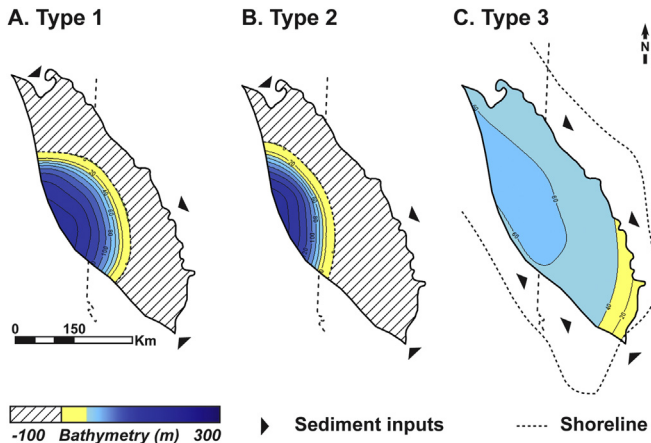 A. Type 1
B. Type 2
C. Type 3
N
0 150
Km
-100 Bathymetry (m) 300
Sediment inputs
Shoreline